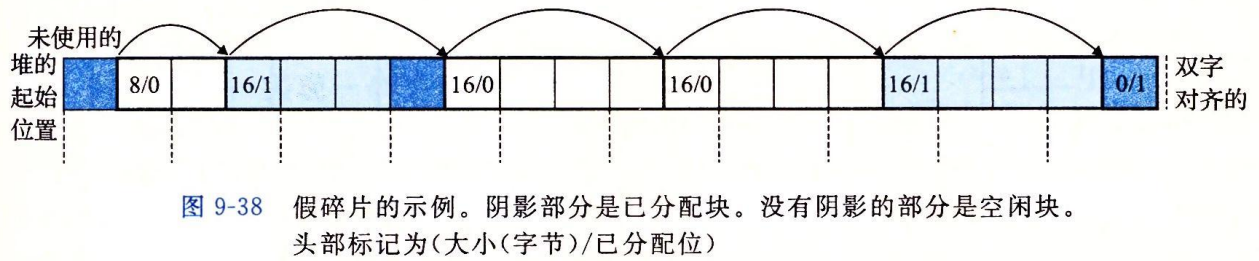 未使用的
堆的
起始
位置
8/0
16/1
16/0
16/0
16/1
0/1
双字
对齐的
图 9-38 假碎片的示例。阴影部分是已分配块。没有阴影的部分是空闲块。
头部标记为(大小(字节)/已分配位)